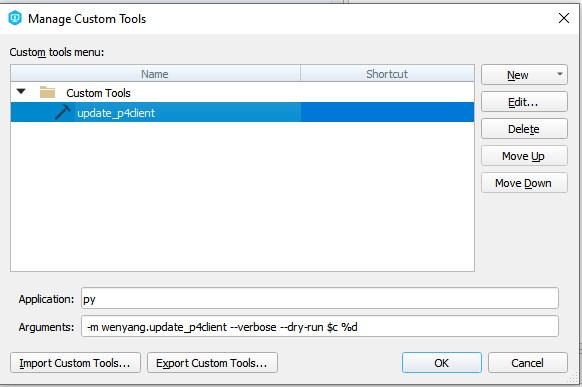 Manage Custom Tools
Custom tools menu:
Name Shortcut
Custom Tools
update_p4client
New
Edit...
Delete
Move Up
Move Down
Application: py
Arguments: -m wenyang.update_p4client --verbose --dry-run $c %d
Import Custom Tools... Export Custom Tools... OK Cancel